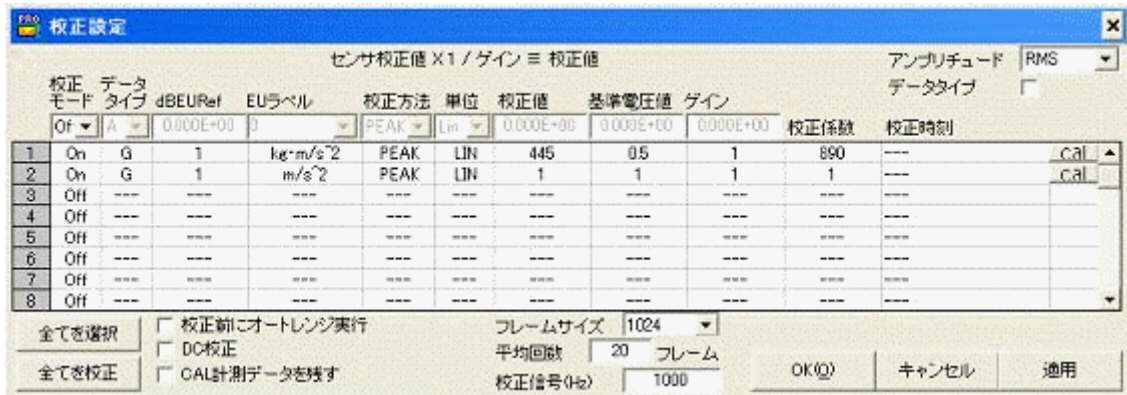 PRO 校正設定
センサ校正値 X 1 / ゲイン ≡ 校正値
アンプリチュード RMS
データタイプ
校正モード データタイプ dBEURef EUラベル 校正方法 単位 校正値 基準電圧値 ゲイン 校正係数 校正時刻
Of A 0.000E+00 0 PEAK Lin 0.000E+00 0.000E+00 0.000E+00
1 On G 1 kg·m/s^2 PEAK LIN 445 0.5 1 890 --- cal
2 On G 1 m/s^2 PEAK LIN 1 1 1 1 --- cal
3 Off --- --- --- --- --- --- --- --- --- ---
4 Off --- --- --- --- --- --- --- --- --- ---
5 Off --- --- --- --- --- --- --- --- --- ---
6 Off --- --- --- --- --- --- --- --- --- ---
7 Off --- --- --- --- --- --- --- --- --- ---
8 Off --- --- --- --- --- --- --- --- --- ---
全てを選択 校正前にオートレンジ実行 フレームサイズ 1024
DC校正 平均回数 20 フレーム
全てを校正 CAL計測データを残す 校正信号(Hz) 1000 OK(O) キャンセル 適用